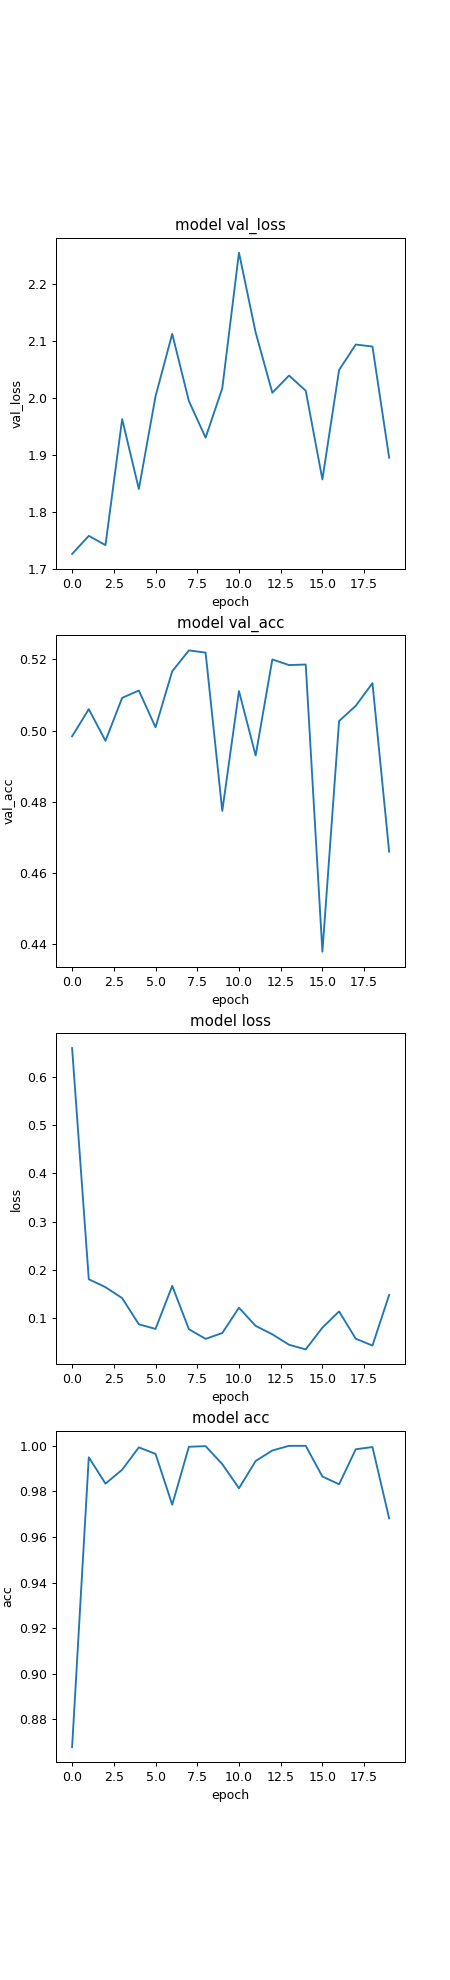 model val_loss
2.2
2.1
2.0
1.9
1.8
1.7
val_loss
0.0 2.5 5.0 7.5 10.0 12.5 15.0 17.5
epoch
model val_acc
0.52
0.50
0.48
0.46
0.44
val_acc
0.0 2.5 5.0 7.5 10.0 12.5 15.0 17.5
epoch
model loss
0.6
0.5
0.4
0.3
0.2
0.1
loss
0.0 2.5 5.0 7.5 10.0 12.5 15.0 17.5
epoch
model acc
1.00
0.98
0.96
0.94
0.92
0.90
0.88
acc
0.0 2.5 5.0 7.5 10.0 12.5 15.0 17.5
epoch